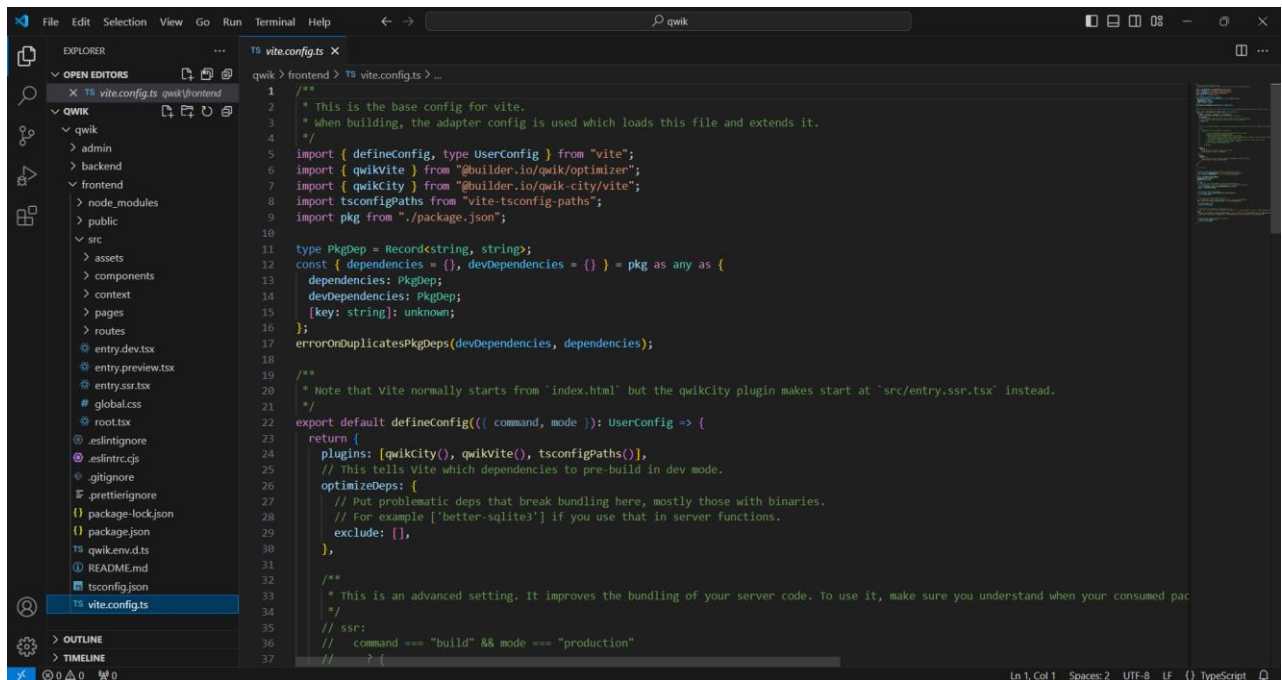 File Edit Selection View Go Run Terminal Help
qwik
EXPLORER
OPEN EDITORS
TS vite.config.ts qwik\frontend
QWIK
qwik
admin
backend
frontend
node_modules
public
src
assets
components
context
pages
routes
entry.dev.tsx
entry.preview.tsx
entry.ssr.tsx
# global.css
root.tsx
.eslintignore
.eslintrc.cjs
.gitignore
.prettierignore
{} package-lock.json
{} package.json
TS qwik.env.d.ts
README.md
tsconfig.json
TS vite.config.ts
OUTLINE
TIMELINE
TS vite.config.ts
qwik > frontend > TS vite.config.ts > ...
1 /**
2 * This is the base config for vite.
3 * When building, the adapter config is used which loads this file and extends it.
4 */
5 import { defineConfig, type UserConfig } from "vite";
6 import { qwikVite } from "@builder.io/qwik/optimizer";
7 import { qwikCity } from "@builder.io/qwik-city/vite";
8 import tsconfigPaths from "vite-tsconfig-paths";
9 import pkg from "./package.json";
10
11 type PkgDep = Record<string, string>;
12 const { dependencies = {}, devDependencies = {} } = pkg as any as {
13 dependencies: PkgDep;
14 devDependencies: PkgDep;
15 [key: string]: unknown;
16 };
17 errorOnDuplicatesPkgDeps(devDependencies, dependencies);
18
19 /**
20 * Note that Vite normally starts from `index.html` but the qwikCity plugin makes start at `src/entry.ssr.tsx` instead.
21 */
22 export default defineConfig(({ command, mode }): UserConfig => {
23 return {
24 plugins: [qwikCity(), qwikVite(), tsconfigPaths()],
25 // This tells Vite which dependencies to pre-build in dev mode.
26 optimizeDeps: {
27 // Put problematic deps that break bundling here, mostly those with binaries.
28 // For example ['better-sqlite3'] if you use that in server functions.
29 exclude: [],
30 },
31
32 /**
33 * This is an advanced setting. It improves the bundling of your server code. To use it, make sure you understand when your consumed pac
34 */
35 // ssr:
36 // command === "build" && mode === "production"
37 // ? {
0 0 0
Ln 1, Col 1 Spaces: 2 UTF-8 LF {} TypeScript